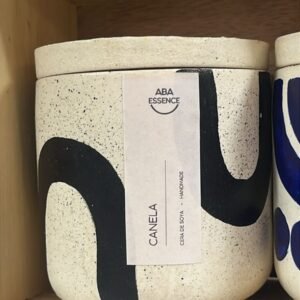 ABA
ESSENCE
CANELA
CERA DE SOYA - HANDMADE